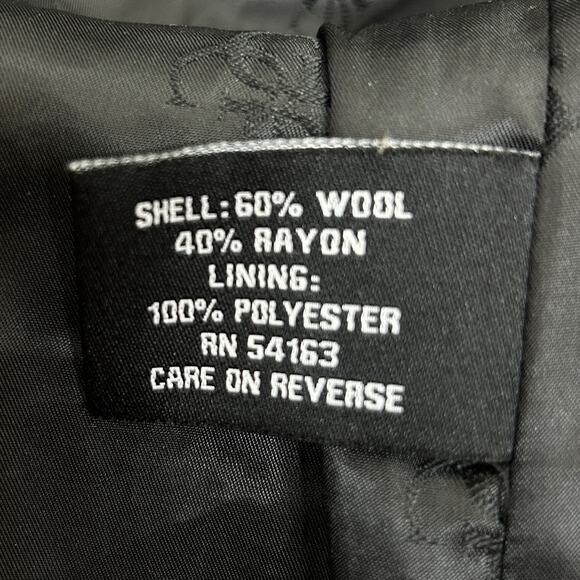 SHELL: 60% WOOL
40% RAYON
LINING:
100% POLYESTER
RN 54163
CARE ON REVERSE